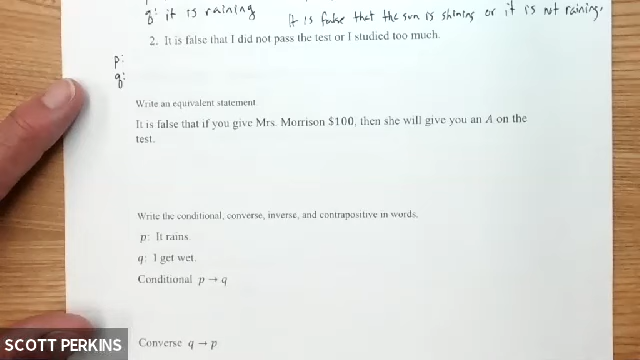 q: it is raining
It is false that the sun is shining or it is not raining.
2. It is false that I did not pass the test or I studied too much.
p:
q:
Write an equivalent statement.
It is false that if you give Mrs. Morrison $100, then she will give you an A on the
test.
Write the conditional, converse, inverse, and contrapositive in words.
p: It rains.
q: I get wet.
Conditional p → q
Converse q → p
SCOTT PERKINS